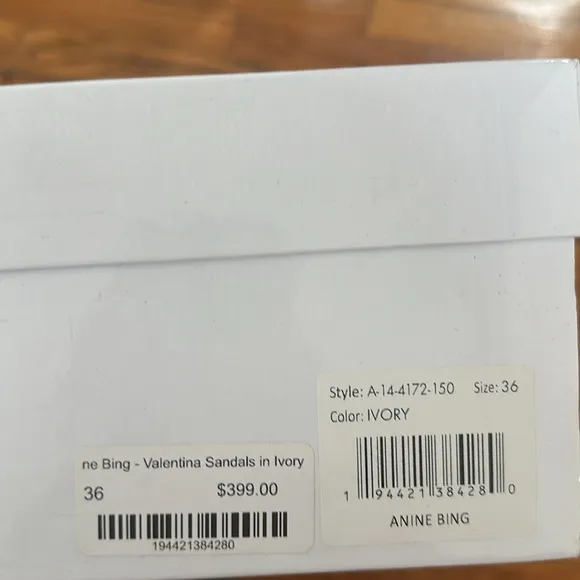 Style: A-14-4172-150 Size: 36
Color: IVORY
1 94421 38428 0
ANINE BING
ne Bing - Valentina Sandals in Ivory
36 $399.00
194421384280